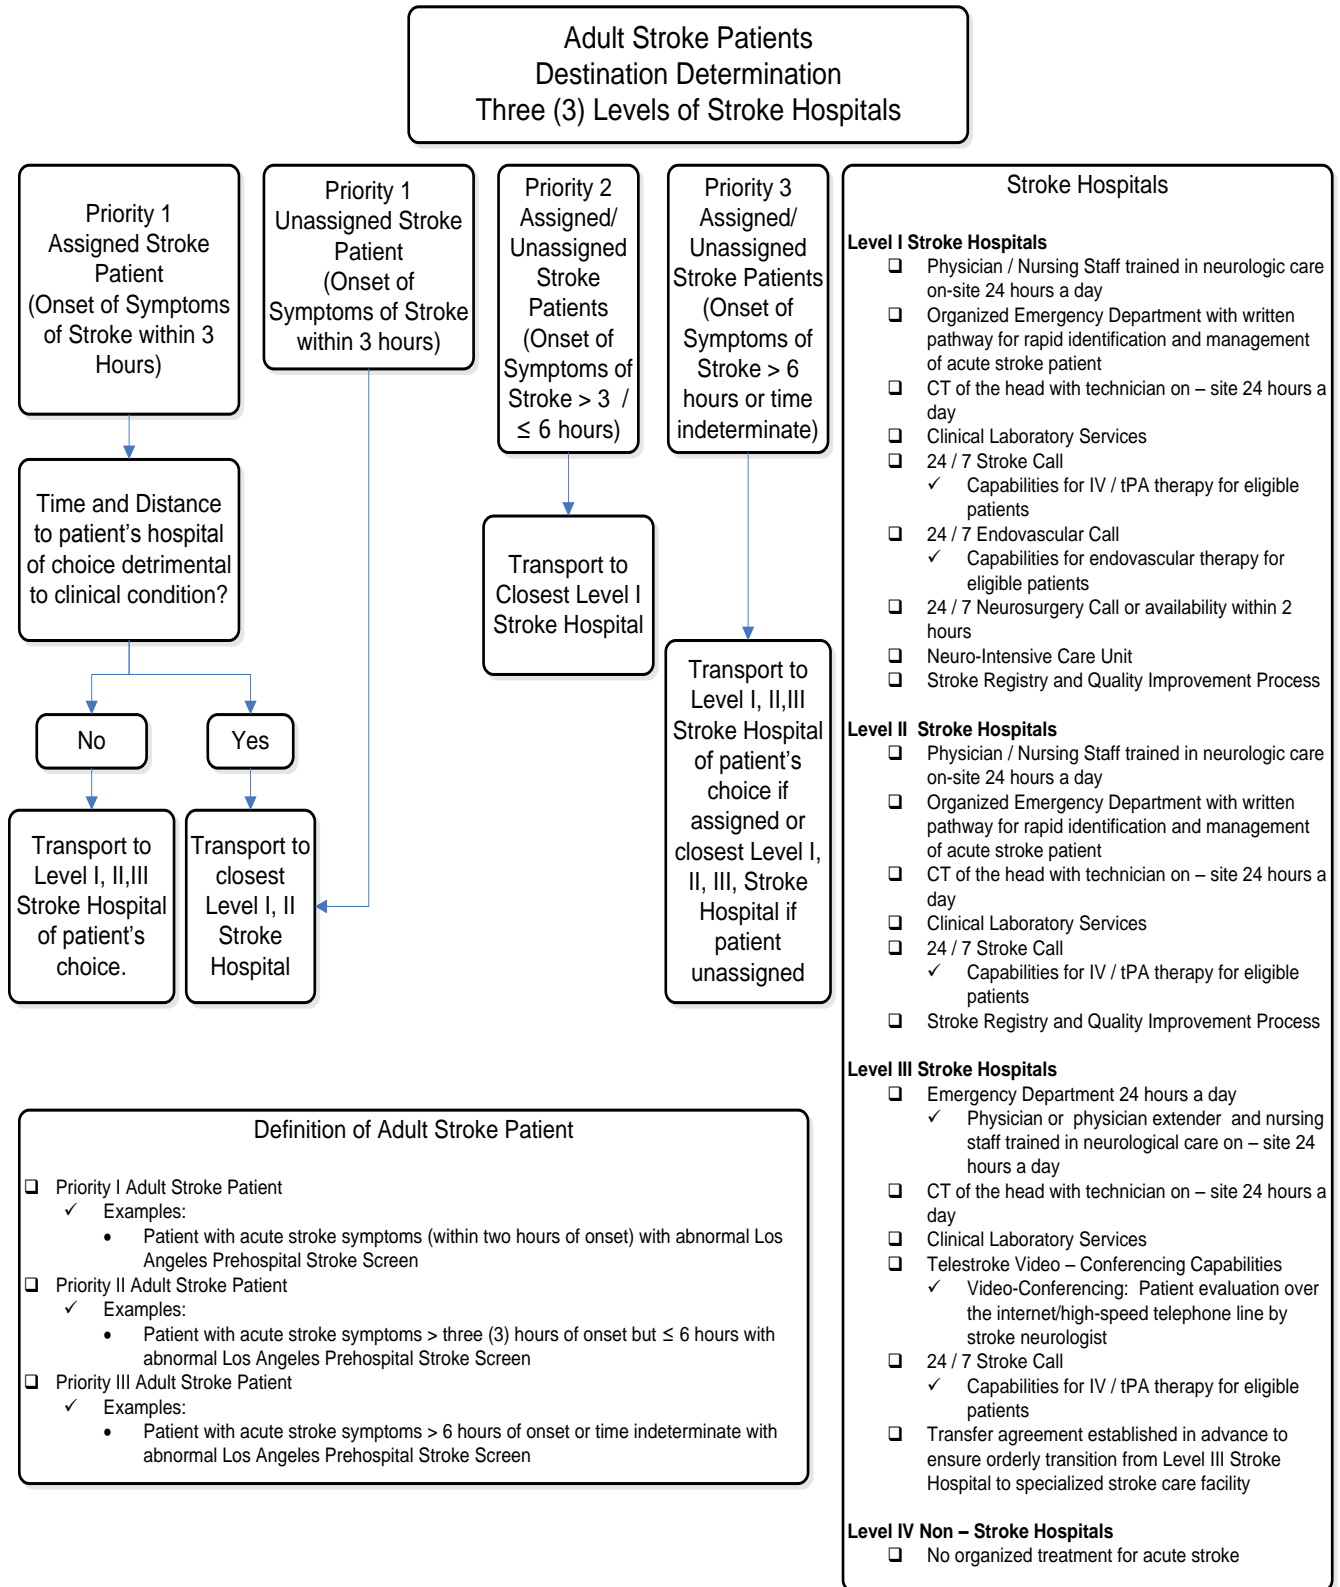 Adult Stroke Patients
Destination Determination
Three (3) Levels of Stroke Hospitals
Priority 1
Assigned Stroke
Patient
(Onset of Symptoms
of Stroke within 3
Hours)
Priority 1
Unassigned Stroke
Patient
(Onset of
Symptoms of Stroke
within 3 hours)
Priority 2
Assigned/
Unassigned
Stroke
Patients
(Onset of
Symptoms of
Stroke > 3 /
≤ 6 hours)
Priority 3
Assigned/
Unassigned
Stroke Patients
(Onset of
Symptoms of
Stroke > 6
hours or time
indeterminate)
Time and Distance
to patient's hospital
of choice detrimental
to clinical condition?
No
Yes
Transport to
Level I, II,III
Stroke Hospital
of patient's
choice.
Transport to
closest
Level I, II
Stroke
Hospital
Transport to
Closest Level I
Stroke Hospital
Transport to
Level I, II,III
Stroke Hospital
of patient's
choice if
assigned or
closest Level I,
II, III, Stroke
Hospital if
patient
unassigned
Stroke Hospitals
Level I Stroke Hospitals
❑ Physician / Nursing Staff trained in neurologic care
on-site 24 hours a day
❑ Organized Emergency Department with written
pathway for rapid identification and management
of acute stroke patient
❑ CT of the head with technician on – site 24 hours a
day
❑ Clinical Laboratory Services
❑ 24 / 7 Stroke Call
✓ Capabilities for IV / tPA therapy for eligible
patients
❑ 24 / 7 Endovascular Call
✓ Capabilities for endovascular therapy for
eligible patients
❑ 24 / 7 Neurosurgery Call or availability within 2
hours
❑ Neuro-Intensive Care Unit
❑ Stroke Registry and Quality Improvement Process
Level II Stroke Hospitals
❑ Physician / Nursing Staff trained in neurologic care
on-site 24 hours a day
❑ Organized Emergency Department with written
pathway for rapid identification and management
of acute stroke patient
❑ CT of the head with technician on – site 24 hours a
day
❑ Clinical Laboratory Services
❑ 24 / 7 Stroke Call
✓ Capabilities for IV / tPA therapy for eligible
patients
❑ Stroke Registry and Quality Improvement Process
Level III Stroke Hospitals
❑ Emergency Department 24 hours a day
✓ Physician or physician extender and nursing
staff trained in neurological care on – site 24
hours a day
❑ CT of the head with technician on – site 24 hours a
day
❑ Clinical Laboratory Services
❑ Telestroke Video – Conferencing Capabilities
✓ Video-Conferencing: Patient evaluation over
the internet/high-speed telephone line by
stroke neurologist
❑ 24 / 7 Stroke Call
✓ Capabilities for IV / tPA therapy for eligible
patients
❑ Transfer agreement established in advance to
ensure orderly transition from Level III Stroke
Hospital to specialized stroke care facility
Level IV Non – Stroke Hospitals
❑ No organized treatment for acute stroke
Definition of Adult Stroke Patient
❑ Priority I Adult Stroke Patient
✓ Examples:
• Patient with acute stroke symptoms (within two hours of onset) with abnormal Los
Angeles Prehospital Stroke Screen
❑ Priority II Adult Stroke Patient
✓ Examples:
• Patient with acute stroke symptoms > three (3) hours of onset but ≤ 6 hours with
abnormal Los Angeles Prehospital Stroke Screen
❑ Priority III Adult Stroke Patient
✓ Examples:
• Patient with acute stroke symptoms > 6 hours of onset or time indeterminate with
abnormal Los Angeles Prehospital Stroke Screen